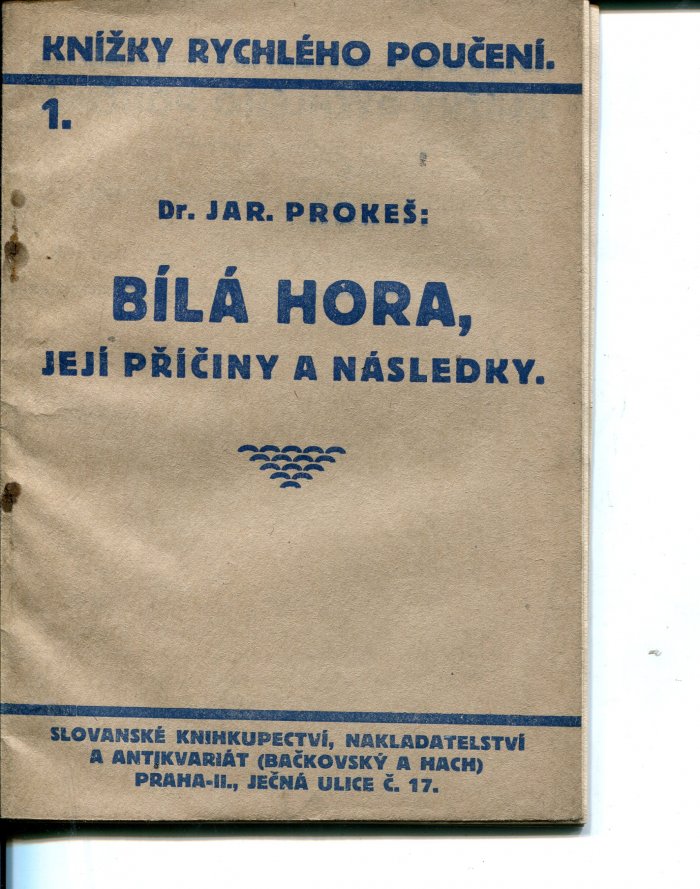 KNÍŽKY RYCHLÉHO POUČENÍ.
1.
Dr. JAR. PROKEŠ:
BÍLÁ HORA,
JEJÍ PŘÍČINY A NÁSLEDKY.
SLOVANSKÉ KNIHKUPECTVÍ, NAKLADATELSTVÍ
A ANTIKVARIÁT (BAČKOVSKÝ A HACH)
PRAHA-II., JEČNÁ ULICE Č. 17.